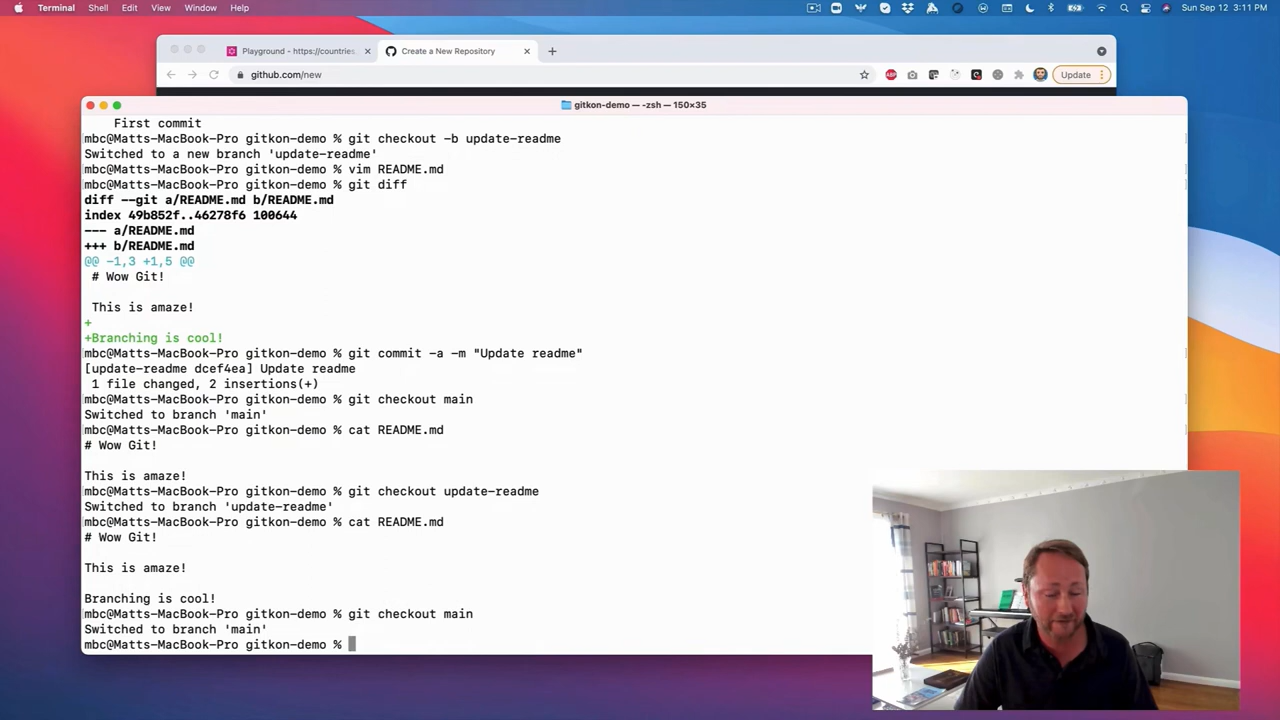 Terminal Shell Edit View Window Help Sun Sep 12 3:11 PM
Playground - https://countries. Create a New Repository
github.com/new ABP Update
gitkon-demo — -zsh — 150×35
First commit
mbc@Matts-MacBook-Pro gitkon-demo % git checkout -b update-readme
Switched to a new branch 'update-readme'
mbc@Matts-MacBook-Pro gitkon-demo % vim README.md
mbc@Matts-MacBook-Pro gitkon-demo % git diff
diff --git a/README.md b/README.md
index 49b852f..46278f6 100644
--- a/README.md
+++ b/README.md
@@ -1,3 +1,5 @@
# Wow Git!
This is amaze!
+
+Branching is cool!
mbc@Matts-MacBook-Pro gitkon-demo % git commit -a -m "Update readme"
[update-readme dcef4ea] Update readme
1 file changed, 2 insertions(+)
mbc@Matts-MacBook-Pro gitkon-demo % git checkout main
Switched to branch 'main'
mbc@Matts-MacBook-Pro gitkon-demo % cat README.md
# Wow Git!
This is amaze!
mbc@Matts-MacBook-Pro gitkon-demo % git checkout update-readme
Switched to branch 'update-readme'
mbc@Matts-MacBook-Pro gitkon-demo % cat README.md
# Wow Git!
This is amaze!
Branching is cool!
mbc@Matts-MacBook-Pro gitkon-demo % git checkout main
Switched to branch 'main'
mbc@Matts-MacBook-Pro gitkon-demo %